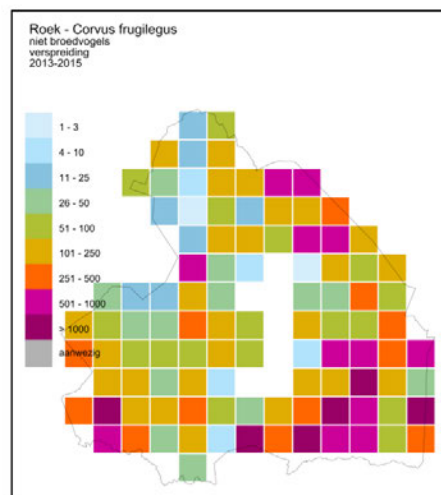 Roek - Corvus frugilegus
niet broedvogels
verspreiding
2013-2015
1 - 3
4 - 10
11 - 25
26 - 50
51 - 100
101 - 250
251 - 500
501 - 1000
> 1000
aanwezig